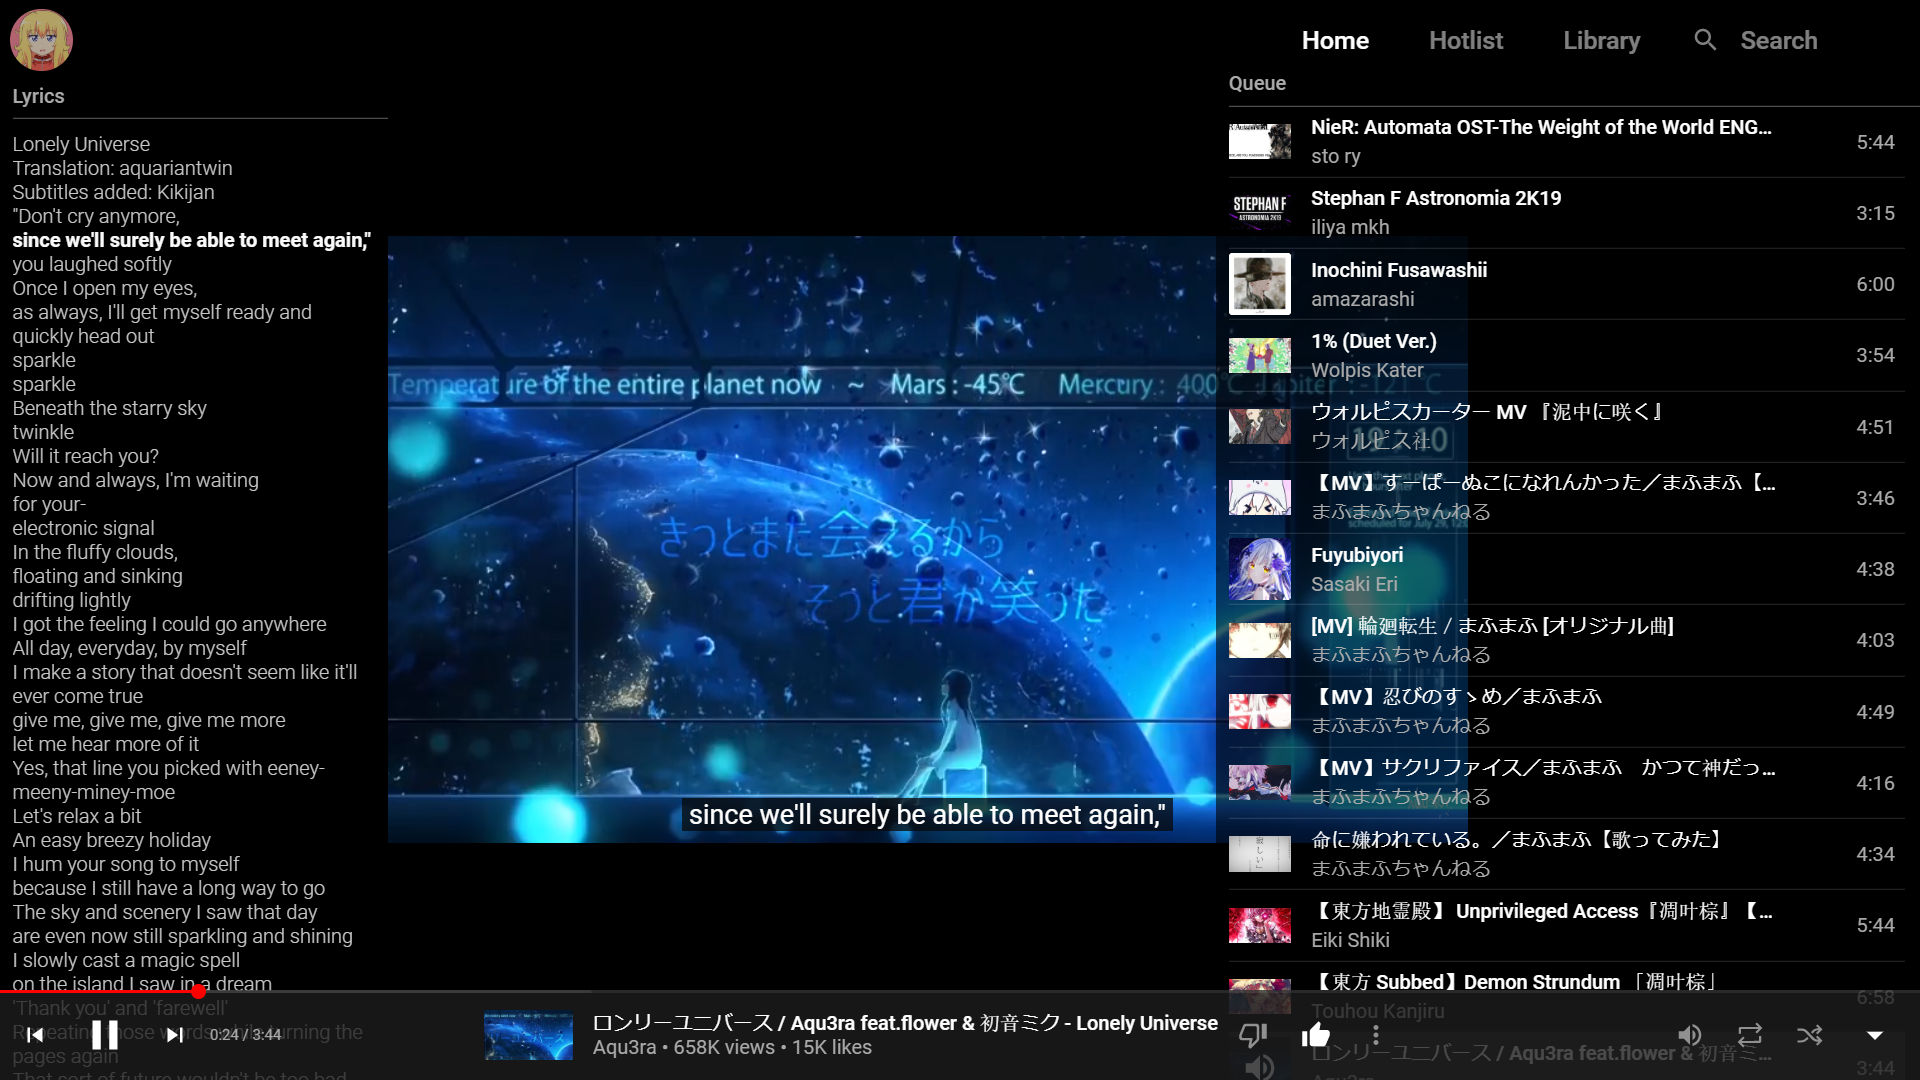 Home
Hotlist
Library
Search
Lyrics
Lonely Universe
Translation: aquariantwin
Subtitles added: Kikijan
"Don't cry anymore,
since we'll surely be able to meet again,"
you laughed softly
Once I open my eyes,
as always, I'll get myself ready and
quickly head out
sparkle
sparkle
Beneath the starry sky
twinkle
Will it reach you?
Now and always, I'm waiting
for your-
electronic signal
In the fluffy clouds,
floating and sinking
drifting lightly
I got the feeling I could go anywhere
All day, everyday, by myself
I make a story that doesn't seem like it'll
ever come true
give me, give me, give me more
let me hear more of it
Yes, that line you picked with eeney-
meeny-miney-moe
Let's relax a bit
An easy breezy holiday
I hum your song to myself
because I still have a long way to go
The sky and scenery I saw that day
are even now still sparkling and shining
I slowly cast a magic spell
on the island I saw in a dream
'Thank you' and 'farewell'
Repeating those words while turning the
pages again
That sort of future wouldn't be too bad
Temperature of the entire planet now ~ Mars : -45℃ Mercury : 400℃ Jupiter : -121℃
19 10
scheduled for July 29,
きっとまた会えるから
そうと君が笑った
since we'll surely be able to meet again,"
Queue
NieR: Automata OST-The Weight of the World ENG...
sto ry
5:44
STEPHAN F
ASTRONOMIA 2K19
Stephan F Astronomia 2K19
iliya mkh
3:15
Inochini Fusawashii
amazarashi
6:00
1% (Duet Ver.)
Wolpis Kater
3:54
ウォルピスカーター MV 『泥中に咲く』
ウォルピス社
4:51
【MV】すーぱーぬこになれんかった／まふまふ【...
まふまふちゃんねる
3:46
Fuyubiyori
Sasaki Eri
4:38
[MV] 輪廻転生 / まふまふ [オリジナル曲]
まふまふちゃんねる
4:03
【MV】忍びのすゝめ／まふまふ
まふまふちゃんねる
4:49
【MV】サクリファイス／まふまふ　かつて神だっ...
まふまふちゃんねる
4:16
命に嫌われている。／まふまふ【歌ってみた】
まふまふちゃんねる
4:34
【東方地霊殿】 Unprivileged Access『凋叶棕』【...
Eiki Shiki
5:44
【東方 Subbed】Demon Strundum 「凋叶棕」
Touhou Kanjiru
6:58
ロンリーユニバース / Aqu3ra feat.flower & 初音ミ...
Aqu3ra
3:44
0:24 / 3:44
ロンリーユニバース / Aqu3ra feat.flower & 初音ミク - Lonely Universe
Aqu3ra • 658K views • 15K likes